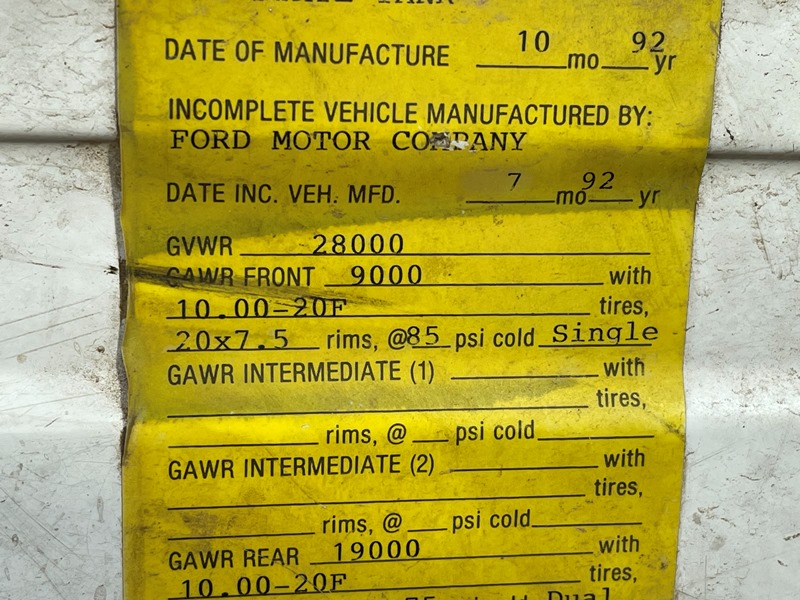 TANK
DATE OF MANUFACTURE 10 mo 92 yr
INCOMPLETE VEHICLE MANUFACTURED BY:
FORD MOTOR COMPANY
DATE INC. VEH. MFD. 7 mo 92 yr
GVWR 28000
GAWR FRONT 9000 with
10.00-20F tires,
20x7.5 rims, @85 psi cold Single
GAWR INTERMEDIATE (1) with
tires,
rims, @ psi cold
GAWR INTERMEDIATE (2) with
tires,
rims, @ psi cold
GAWR REAR 19000 with
10.00-20F tires,
75 Dual